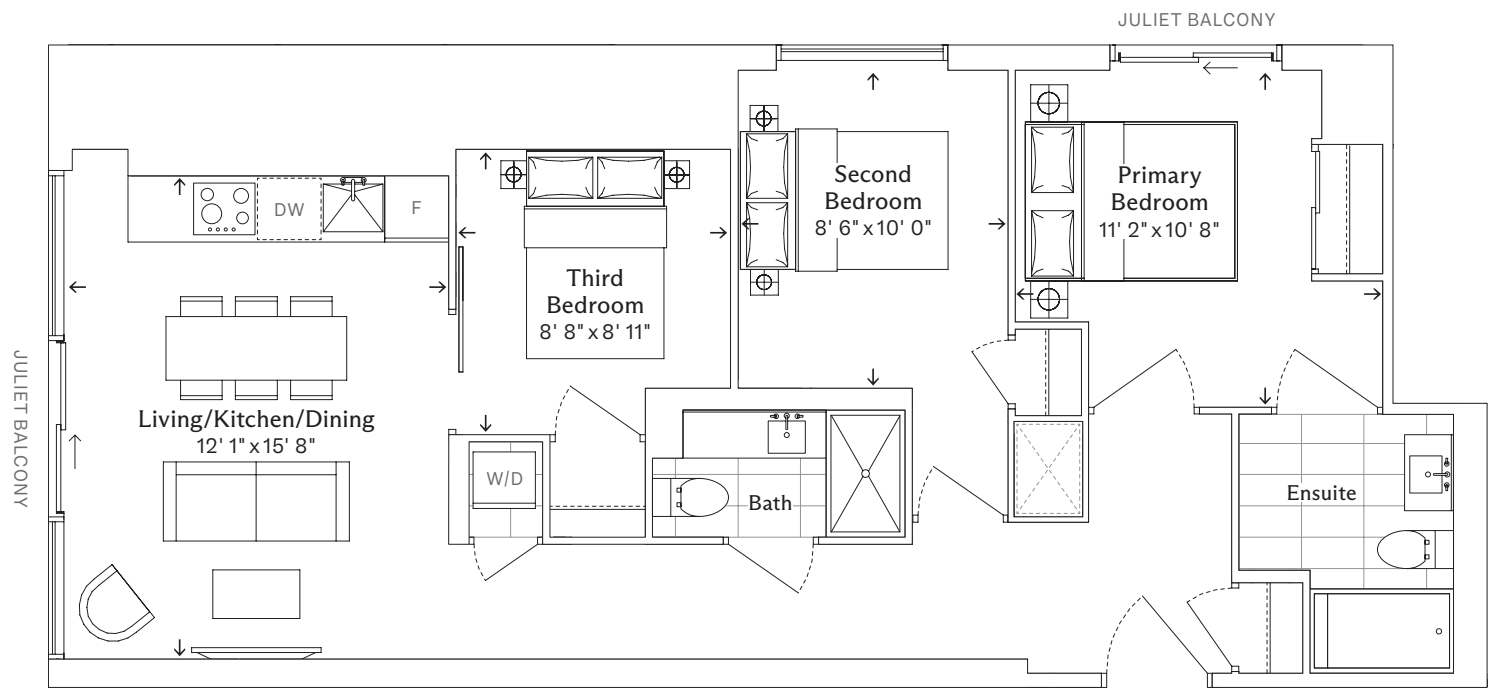 JULIET BALCONY
Second
Bedroom
8' 6" x 10' 0"
Primary
Bedroom
11' 2" x 10' 8"
DW
F
Third
Bedroom
8' 8" x 8' 11"
JULIET BALCONY
Living/Kitchen/Dining
12' 1" x 15' 8"
W/D
Bath
Ensuite